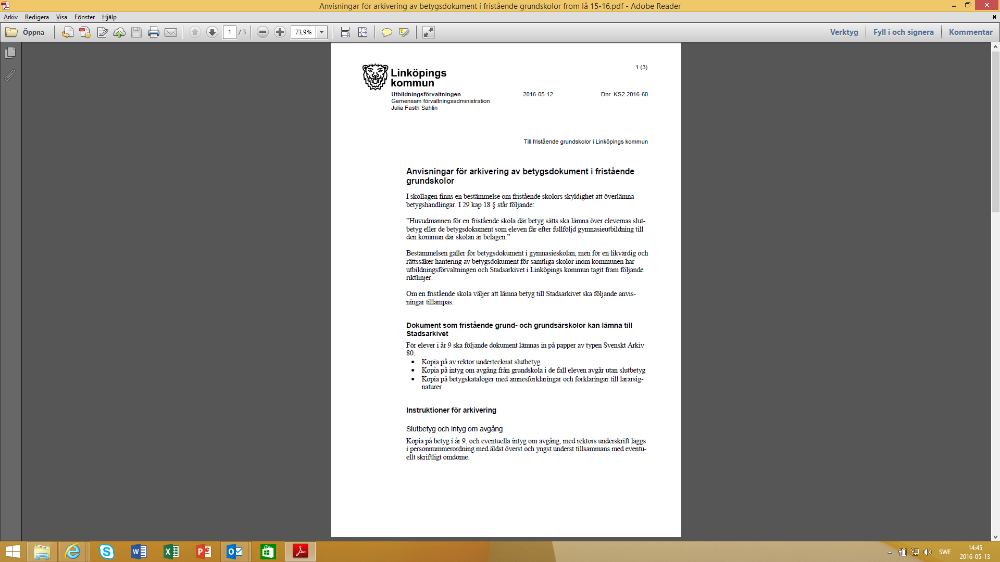 Anvisningar för arkivering av betygsdokument i fristående grundskolor from lå 15-16.pdf - Adobe Reader
Arkiv Redigera Visa Fönster Hjälp
Öppna 1 / 3 73,9% Verktyg Fyll i och signera Kommentar
1 (3)
Linköpings
kommun
Utbildningsförvaltningen 2016-05-12 Dnr KS2 2016-60
Gemensam förvaltningsadministration
Julia Fasth Sahlin
Till fristående grundskolor i Linköpings kommun
Anvisningar för arkivering av betygsdokument i fristående
grundskolor
I skollagen finns en bestämmelse om fristående skolors skyldighet att överlämna
betygshandlingar. I 29 kap 18 § står följande:
”Huvudmannen för en fristående skola där betyg sätts ska lämna över elevernas slut-
betyg eller de betygsdokument som eleven får efter fullföljd gymnasieutbildning till
den kommun där skolan är belägen.”
Bestämmelsen gäller för betygsdokument i gymnasieskolan, men för en likvärdig och
rättssäker hantering av betygsdokument för samtliga skolor inom kommunen har
utbildningsförvaltningen och Stadsarkivet i Linköpings kommun tagit fram följande
riktlinjer.
Om en fristående skola väljer att lämna betyg till Stadsarkivet ska följande anvis-
ningar tillämpas.
Dokument som fristående grund- och grundsärskolor kan lämna till
Stadsarkivet
För elever i år 9 ska följande dokument lämnas in på papper av typen Svenskt Arkiv
80:
• Kopia på av rektor undertecknat slutbetyg
• Kopia på intyg om avgång från grundskola i de fall eleven avgår utan slutbetyg
• Kopia på betygskataloger med ämnesförklaringar och förklaringar till lärarsig-
naturer
Instruktioner för arkivering
Slutbetyg och intyg om avgång
Kopia på betyg i år 9, och eventuella intyg om avgång, med rektors underskrift läggs
i personnummerordning med äldst överst och yngst underst tillsammans med eventu-
ellt skriftligt omdöme.
SWE 14:45
2016-05-13